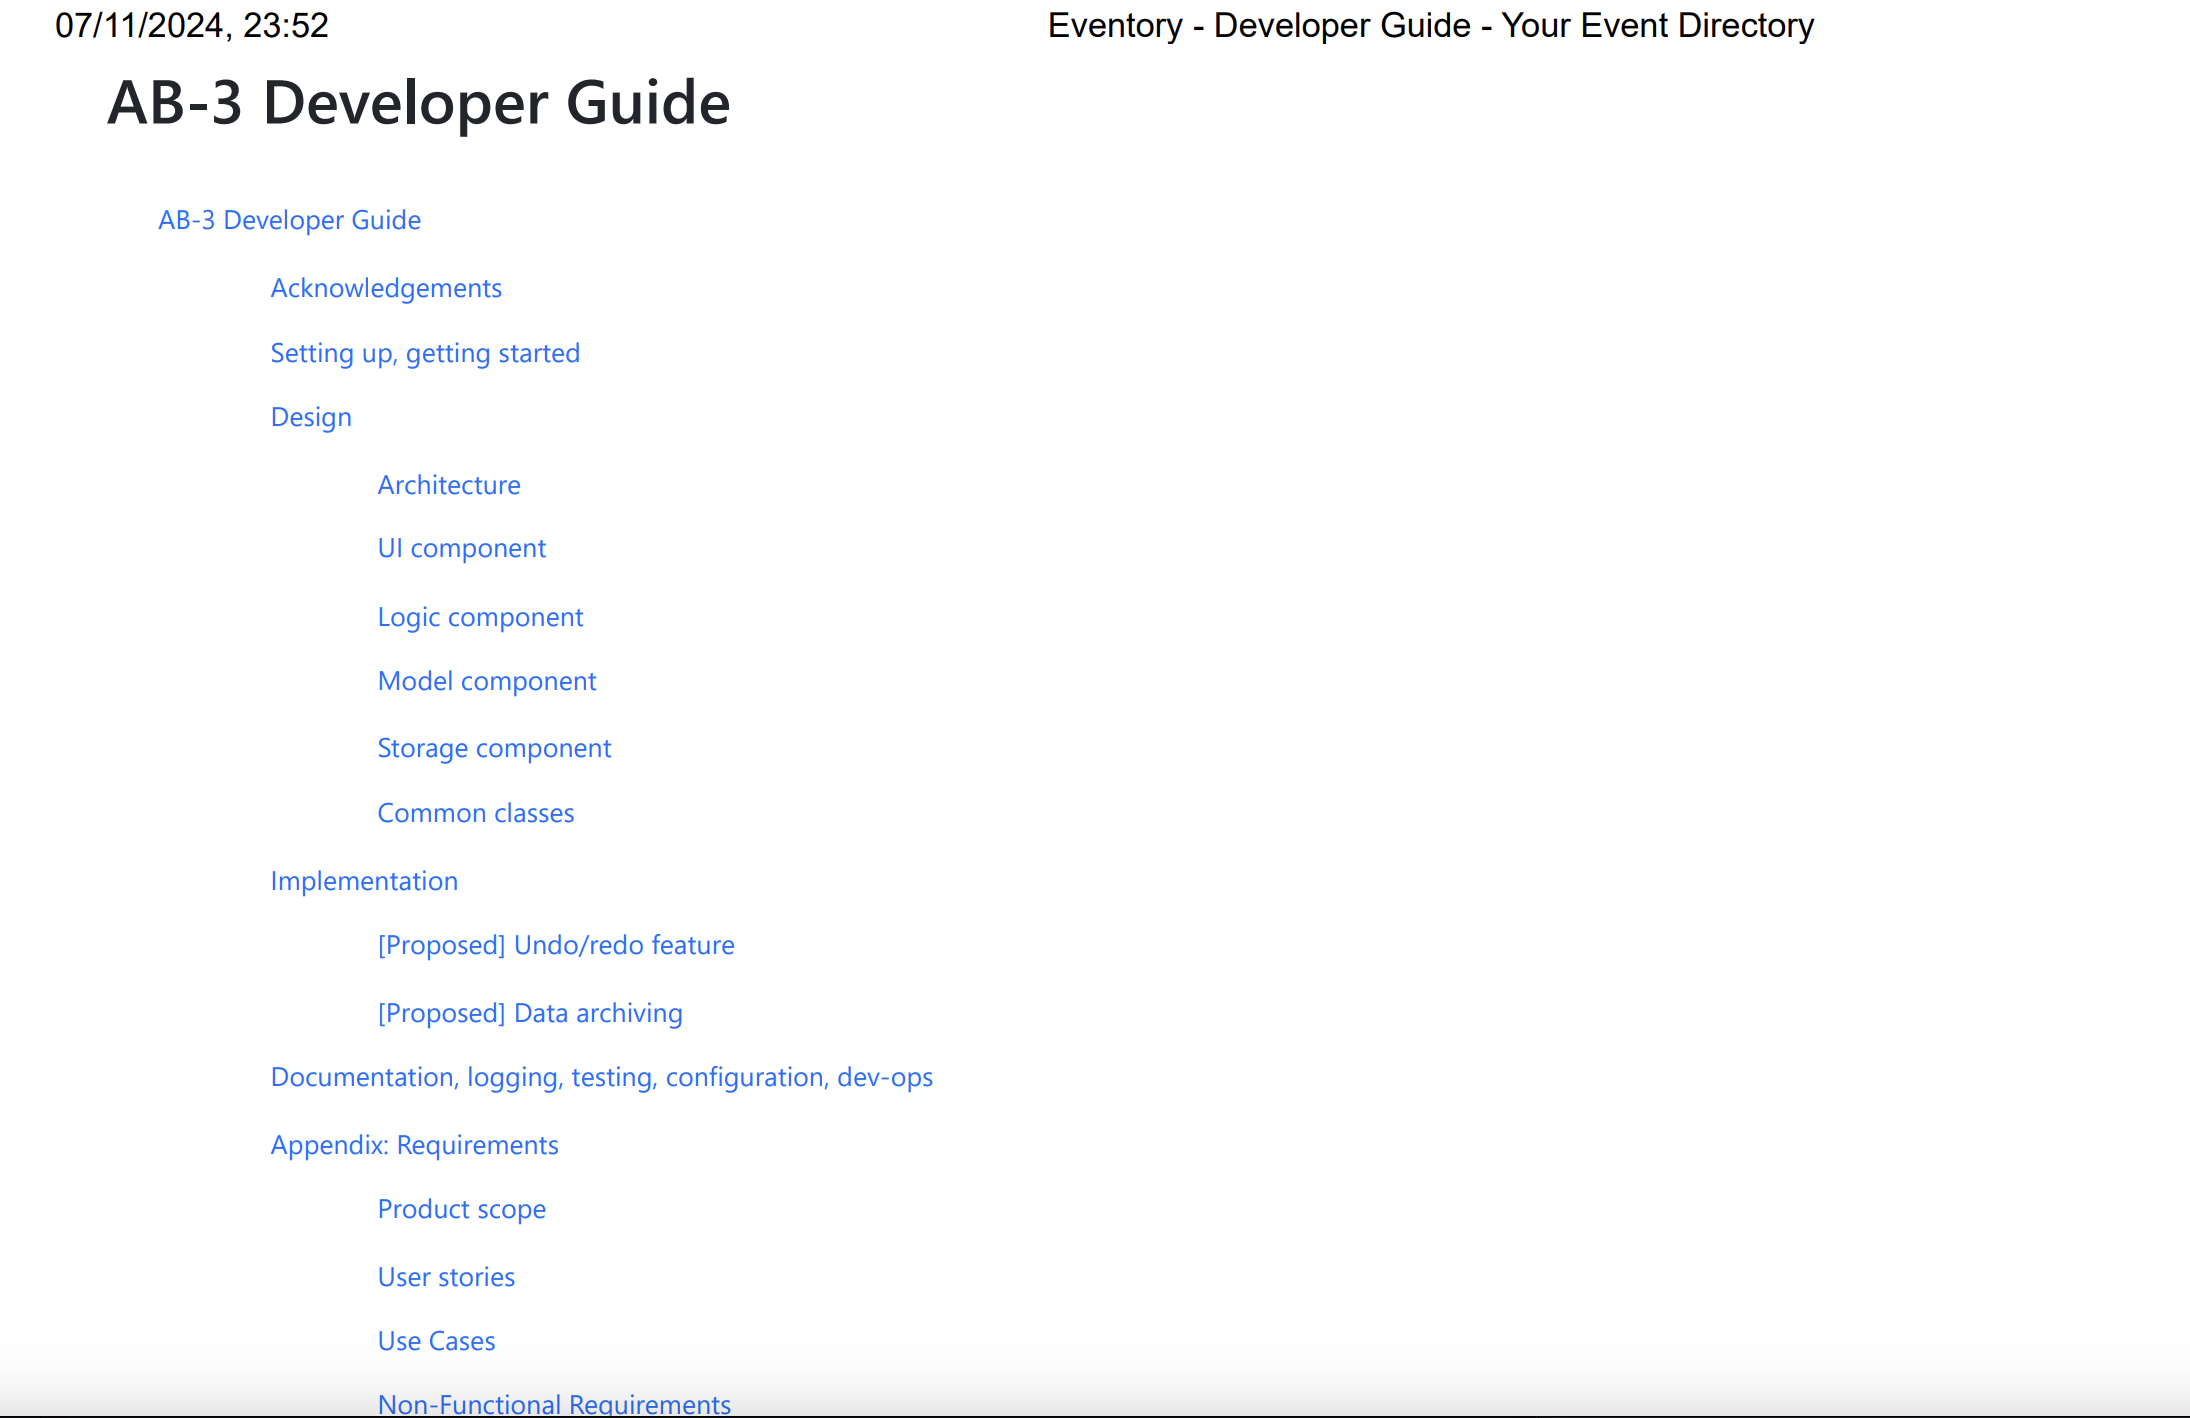 07/11/2024, 23:52
Eventory - Developer Guide - Your Event Directory
AB-3 Developer Guide
AB-3 Developer Guide
Acknowledgements
Setting up, getting started
Design
Architecture
UI component
Logic component
Model component
Storage component
Common classes
Implementation
[Proposed] Undo/redo feature
[Proposed] Data archiving
Documentation, logging, testing, configuration, dev-ops
Appendix: Requirements
Product scope
User stories
Use Cases
Non-Functional Requirements